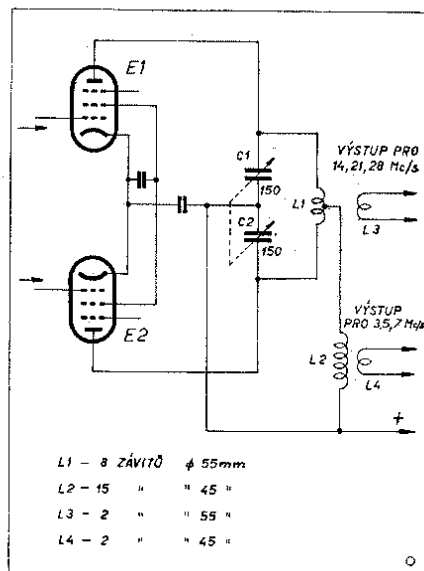 E1
C1
150
C2
150
L1
VÝSTUP PRO
14,21,28 Mc/s
L3
E2
VÝSTUP
PRO 3,5,7 Mc/s
L2
L4
+
L1 – 8 ZÁVITŮ ϕ 55mm
L2 – 15 " " 45 "
L3 – 2 " " 55 "
L4 – 2 " " 45 "